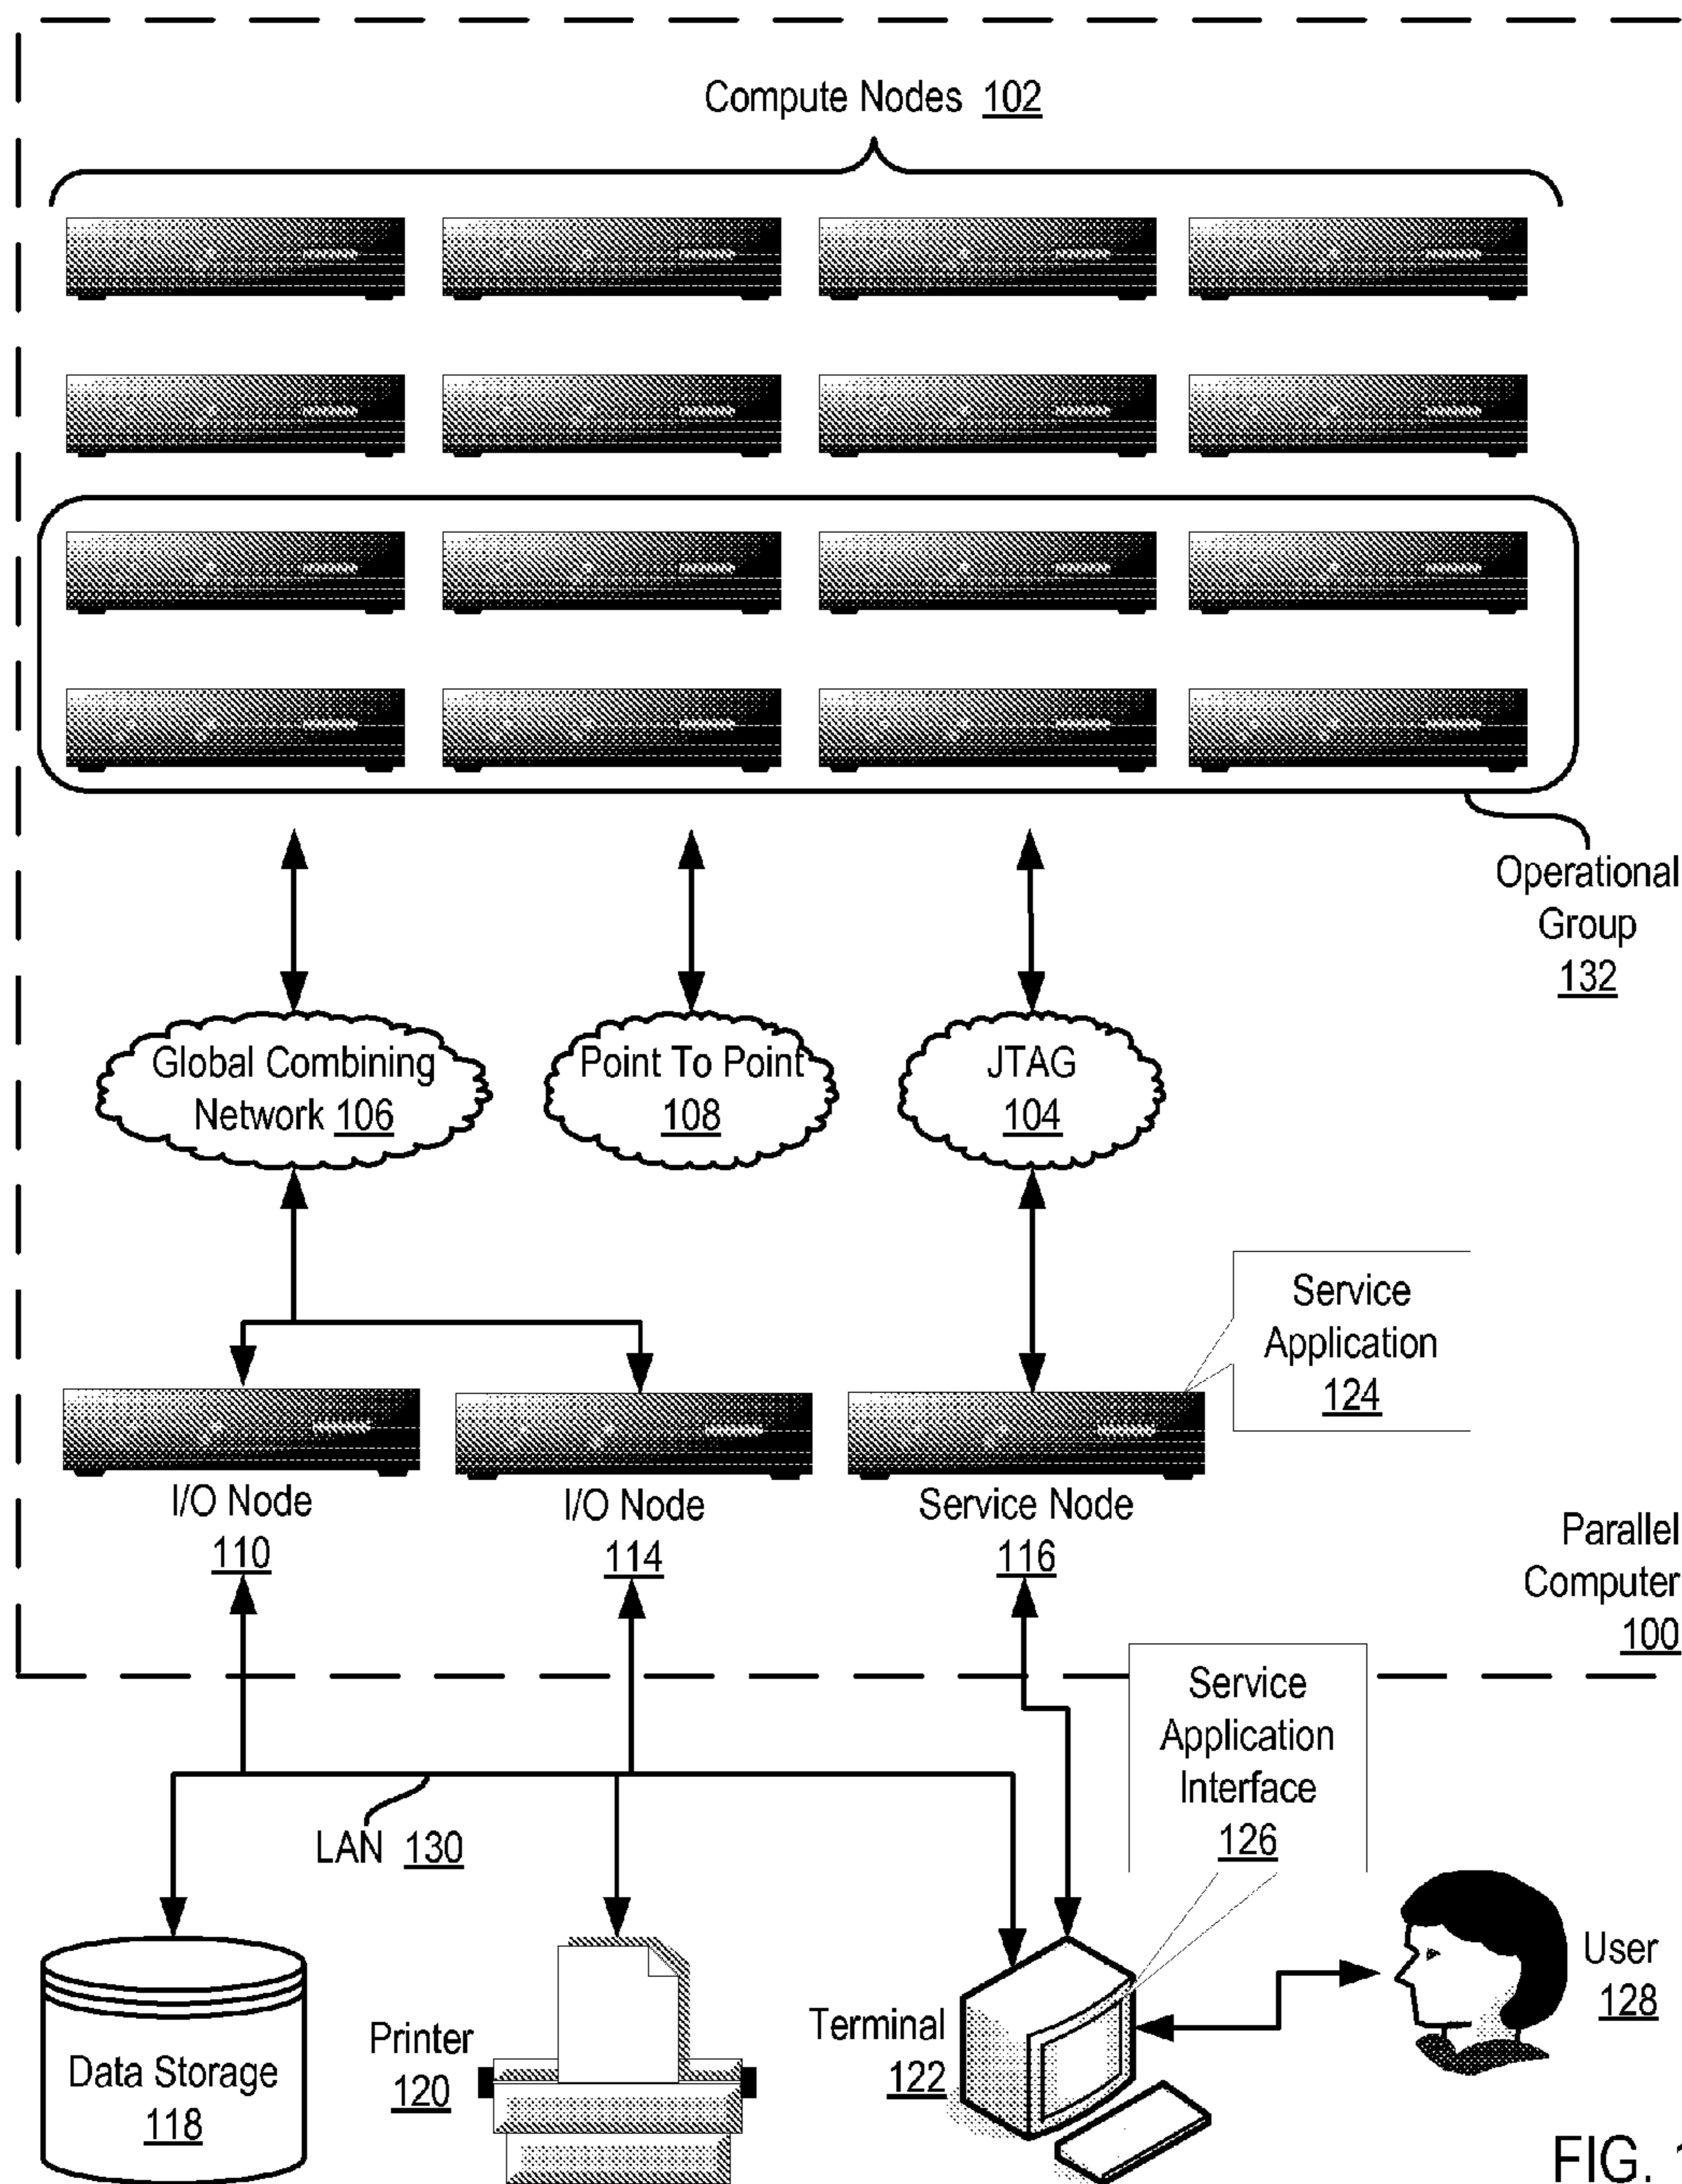 Compute Nodes 102
Operational
Group
132
Global Combining
Network 106
Point To Point
108
JTAG
104
Service
Application
124
I/O Node
110
I/O Node
114
Service Node
116
Parallel
Computer
100
Service
Application
Interface
126
LAN 130
Data Storage
118
Printer
120
Terminal
122
User
128
FIG.